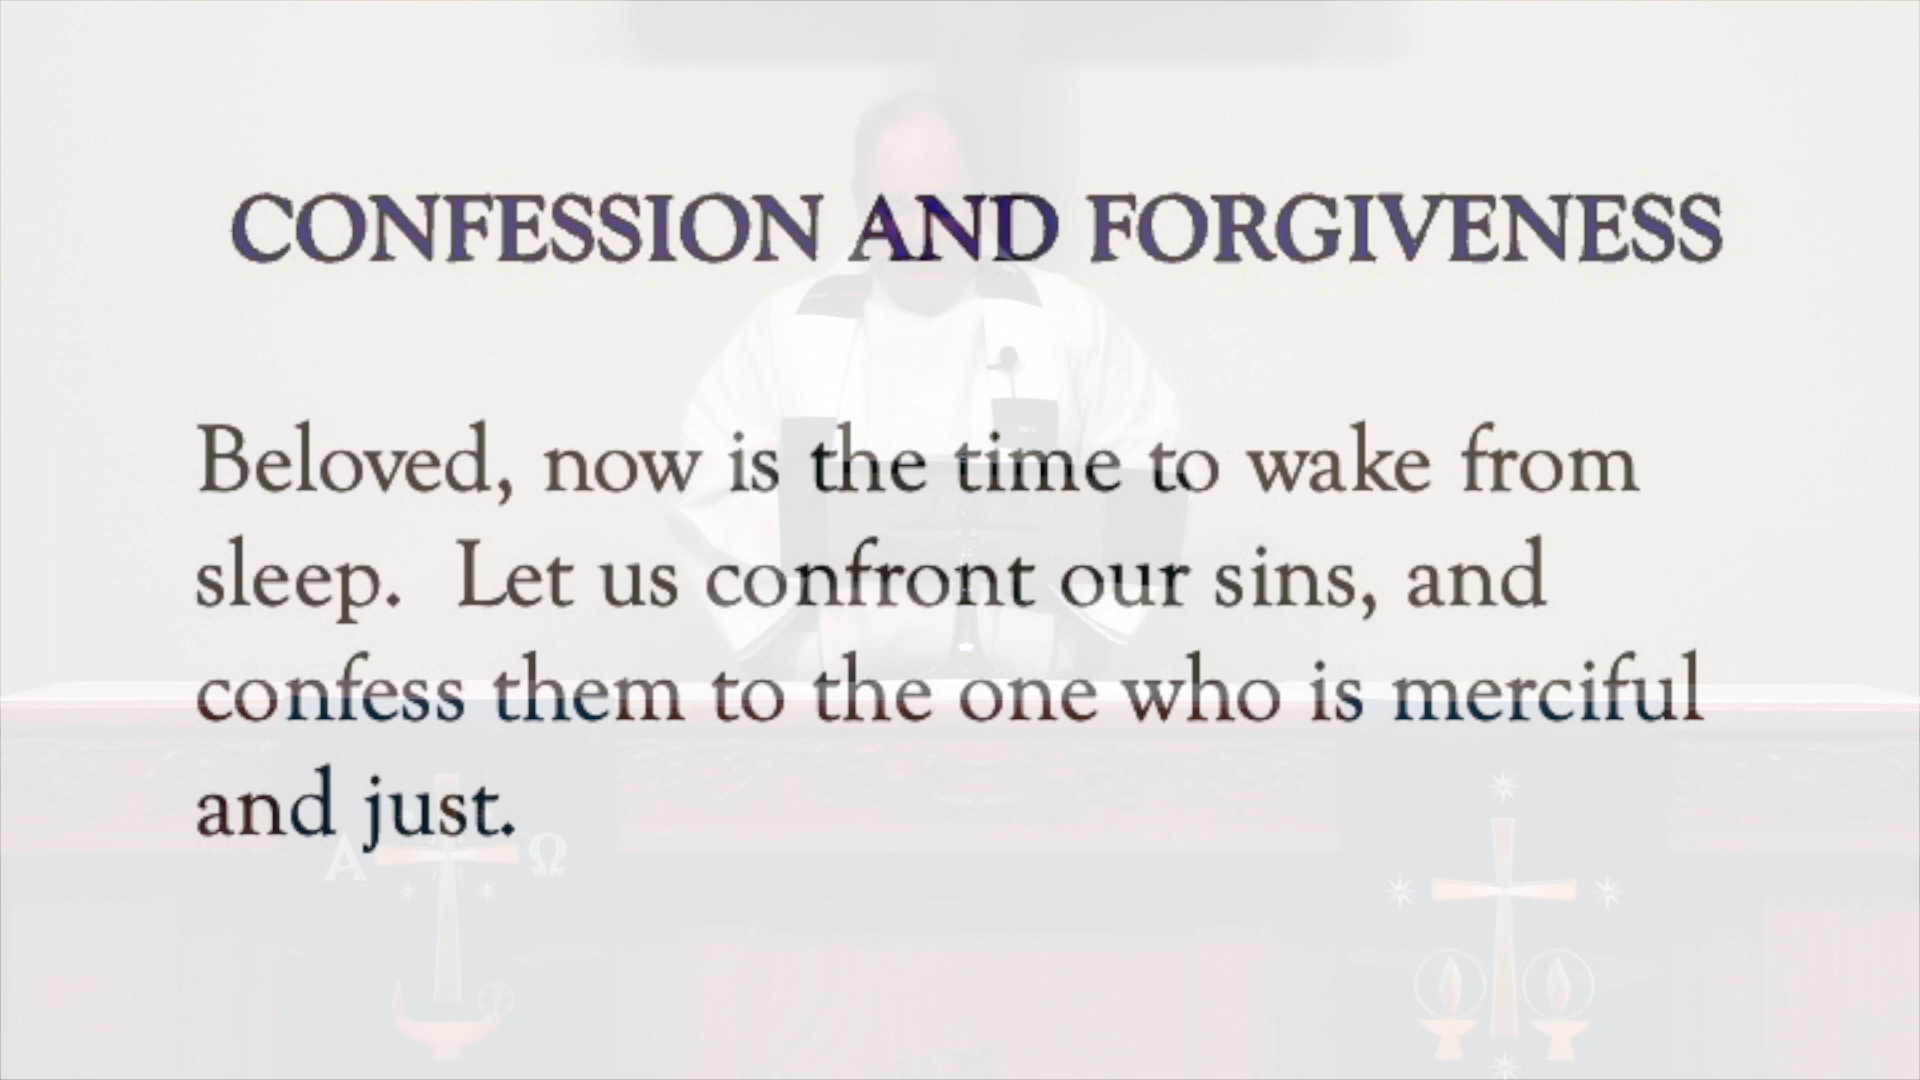 CONFESSION AND FORGIVENESS
Beloved, now is the time to wake from
sleep.  Let us confront our sins, and
confess them to the one who is merciful
and just.
Α Ω